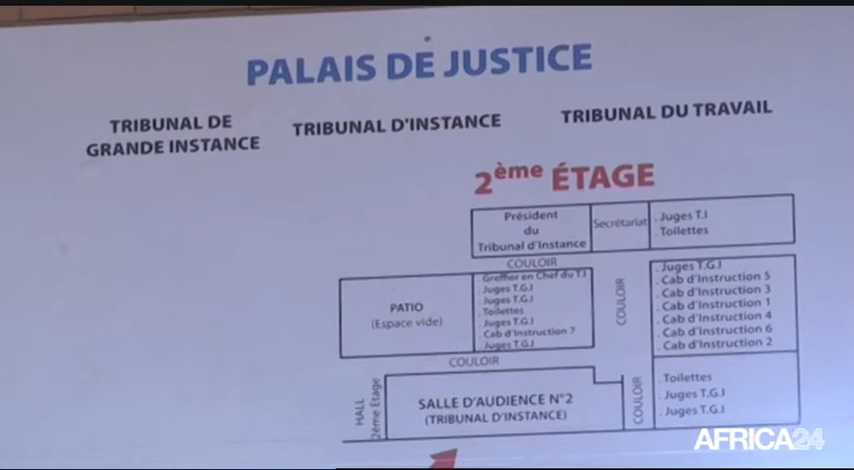 PALAIS DE JUSTICE
TRIBUNAL DE
GRANDE INSTANCE
TRIBUNAL D'INSTANCE
TRIBUNAL DU TRAVAIL
2ème ÉTAGE
Président
du
Tribunal d'Instance
Secrétariat
. Juges T.I
. Toilettes
COULOIR
PATIO
(Espace vide)
. Greffier en Chef du T.I
. Juges T.G.I
. Juges T.G.I
. Toilettes
. Juges T.G.I
. Cab d'Instruction 7
. Juges T.G.I
COULOIR
. Juges T.G.I
. Cab d'Instruction 5
. Cab d'Instruction 3
. Cab d'Instruction 1
. Cab d'Instruction 4
. Cab d'Instruction 6
. Cab d'Instruction 2
COULOIR
HALL
2ème Etage
SALLE D'AUDIENCE N°2
(TRIBUNAL D'INSTANCE)
COULOIR
. Toilettes
. Juges T.G.I
. Juges T.G.I
AFRICA24